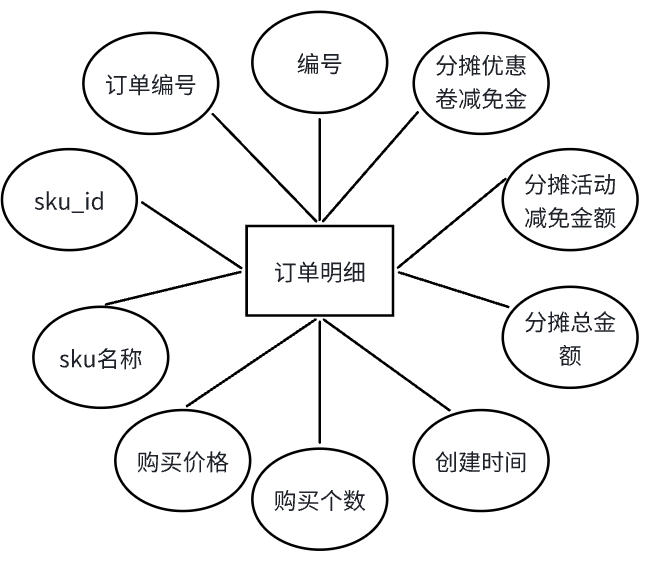 编号
订单编号
分摊优惠
卷减免金
sku_id
分摊活动
减免金额
订单明细
sku名称
分摊总金
额
购买价格
购买个数
创建时间